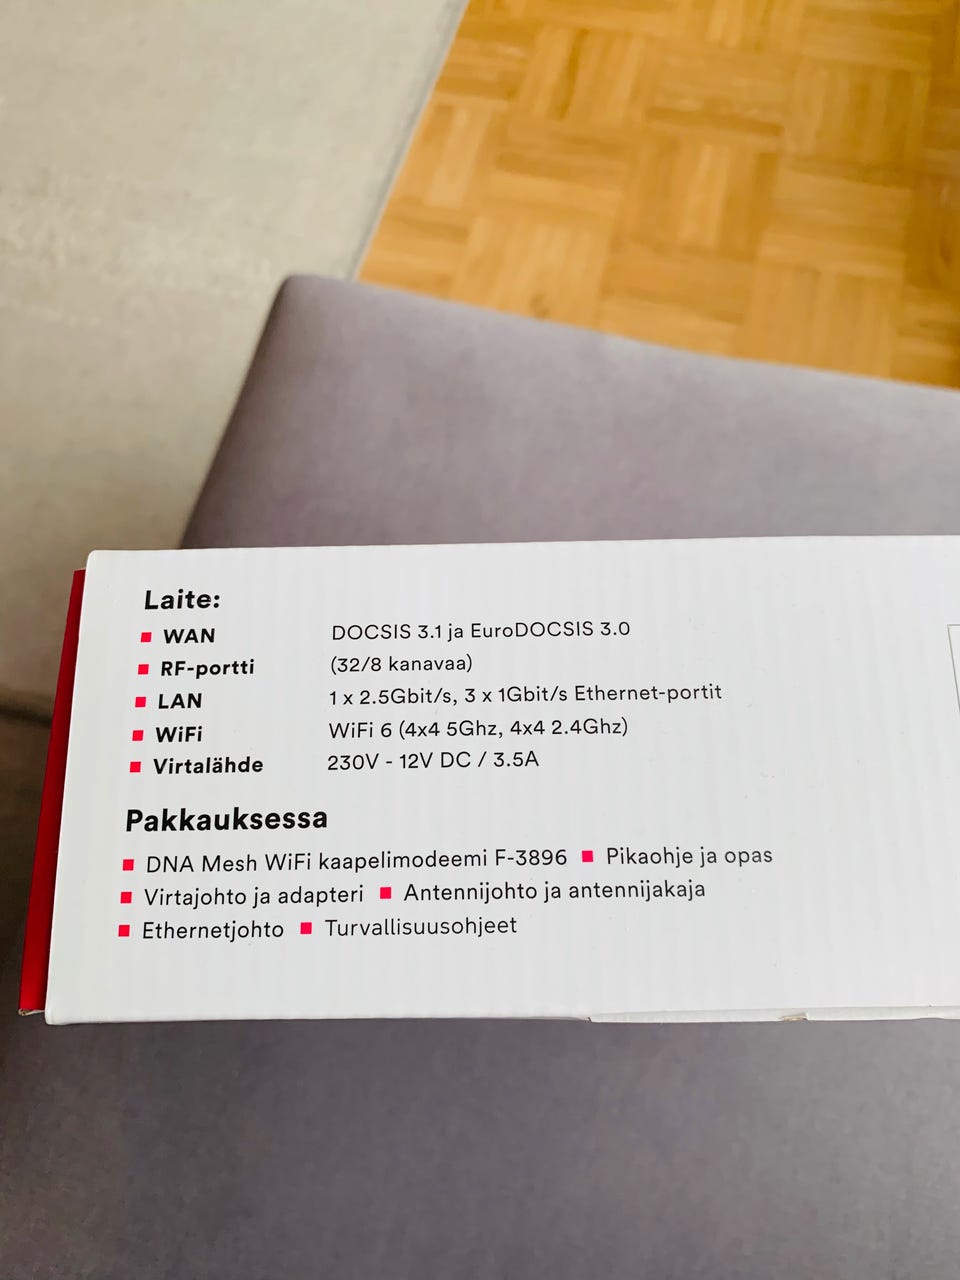 Laite:
■ WAN DOCSIS 3.1 ja EuroDOCSIS 3.0
■ RF-portti (32/8 kanavaa)
■ LAN 1 x 2.5Gbit/s, 3 x 1Gbit/s Ethernet-portit
■ WiFi WiFi 6 (4x4 5Ghz, 4x4 2.4Ghz)
■ Virtalähde 230V - 12V DC / 3.5A
Pakkauksessa
■ DNA Mesh WiFi kaapelimodeemi F-3896 ■ Pikaohje ja opas
■ Virtajohto ja adapteri ■ Antennijohto ja antennijakaja
■ Ethernetjohto ■ Turvallisuusohjeet